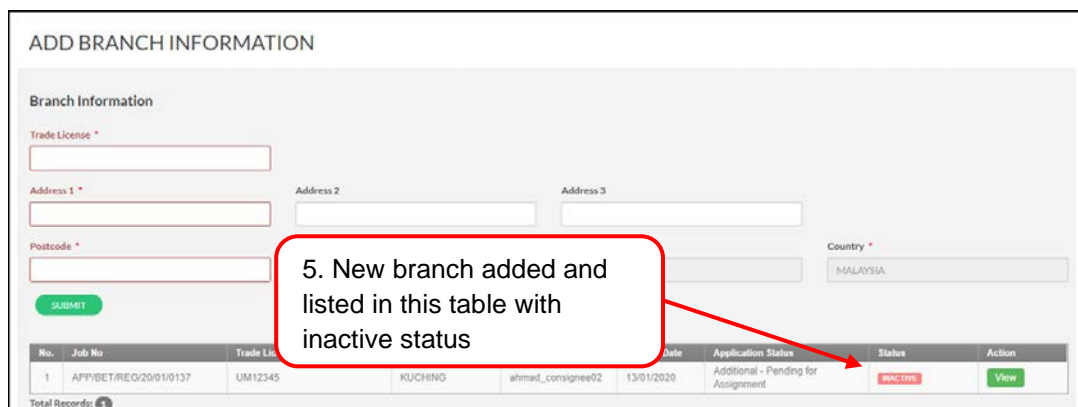 ADD BRANCH INFORMATION
Branch Information
Trade License *
Address 1 * Address 2 Address 3
Postcode * Country *
MALAYSIA
5. New branch added and
listed in this table with
inactive status
SUBMIT
No. Job No Trade Lic Date Application Status Status Action
1 APP/BET/REG/20/01/0137 UM12345 KUCHING ahmad_consignee02 13/01/2020 Additional - Pending for Assignment INACTIVE View
Total Records: 1